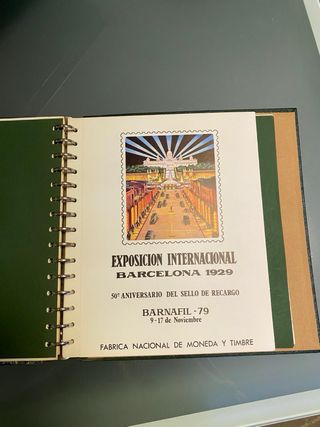 EXPOSICION INTERNACIONAL
BARCELONA 1929
50º ANIVERSARIO DEL SELLO DE RECARGO
BARNAFIL - 79
9 - 17 de Noviembre
FABRICA NACIONAL DE MONEDA Y TIMBRE